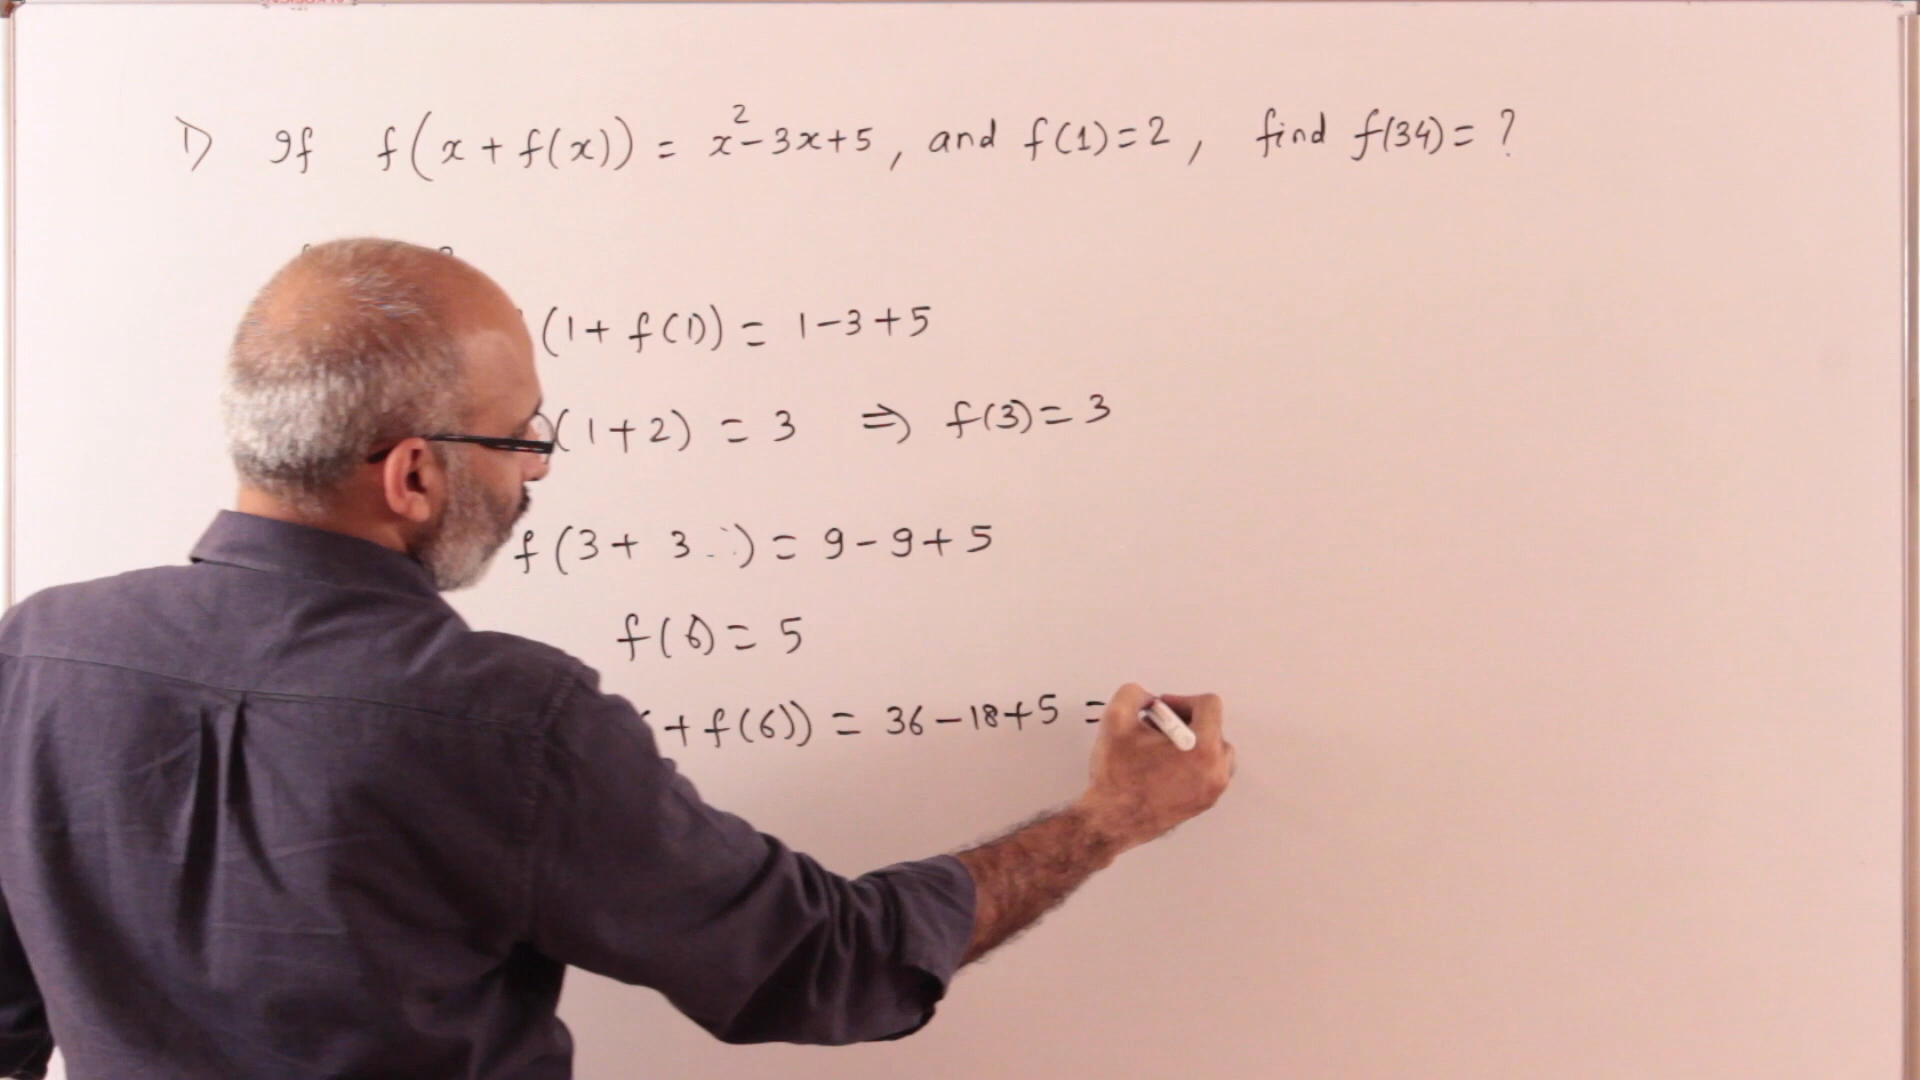 1) If f(x + f(x)) = x²-3x+5, and f(1)=2, find f(34)= ?
(1+ f(1)) = 1-3+5
(1+2) = 3 ⇒ f(3)=3
f(3+ 3 ) = 9-9+5
f(6)=5
+ f(6)) = 36-18+5 =